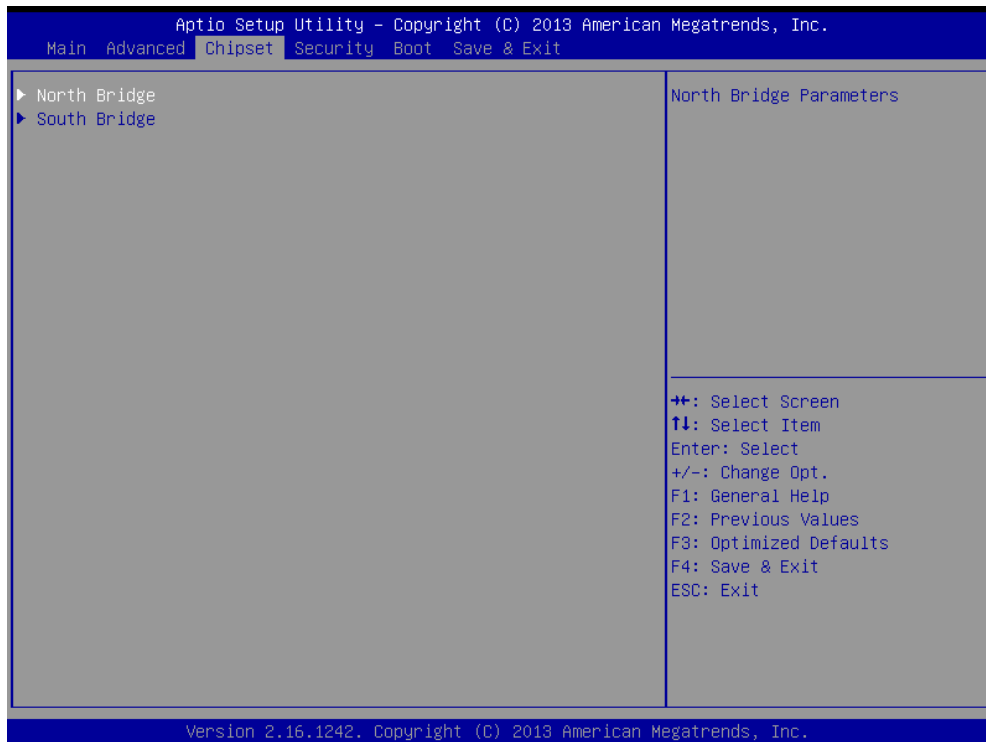 Aptio Setup Utility – Copyright (C) 2013 American Megatrends, Inc.
Main Advanced Chipset Security Boot Save & Exit
North Bridge
South Bridge
North Bridge Parameters
→←: Select Screen
↑↓: Select Item
Enter: Select
+/-: Change Opt.
F1: General Help
F2: Previous Values
F3: Optimized Defaults
F4: Save & Exit
ESC: Exit
Version 2.16.1242. Copyright (C) 2013 American Megatrends, Inc.